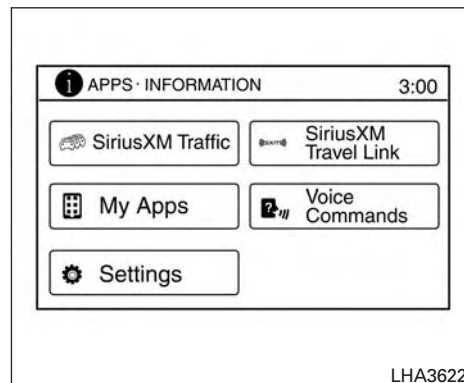 i APPS · INFORMATION 3:00
SiriusXM Traffic
SiriusXM
Travel Link
My Apps
Voice
Commands
Settings
LHA3622